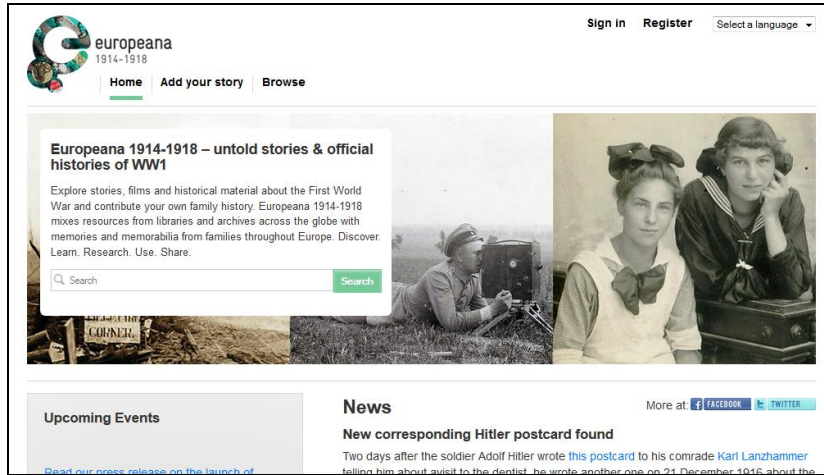 europeana
1914-1918
Sign in Register Select a language
Home Add your story Browse
Europeana 1914-1918 – untold stories & official
histories of WW1
Explore stories, films and historical material about the First World
War and contribute your own family history. Europeana 1914-1918
mixes resources from libraries and archives across the globe with
memories and memorabilia from families throughout Europe. Discover.
Learn. Research. Use. Share.
Search Search
CORNER.
Upcoming Events
Read our press release on the launch of
News
More at: FACEBOOK TWITTER
New corresponding Hitler postcard found
Two days after the soldier Adolf Hitler wrote this postcard to his comrade Karl Lanzhammer
telling him about avisit to the dentist, he wrote another one on 21 December 1916 about the